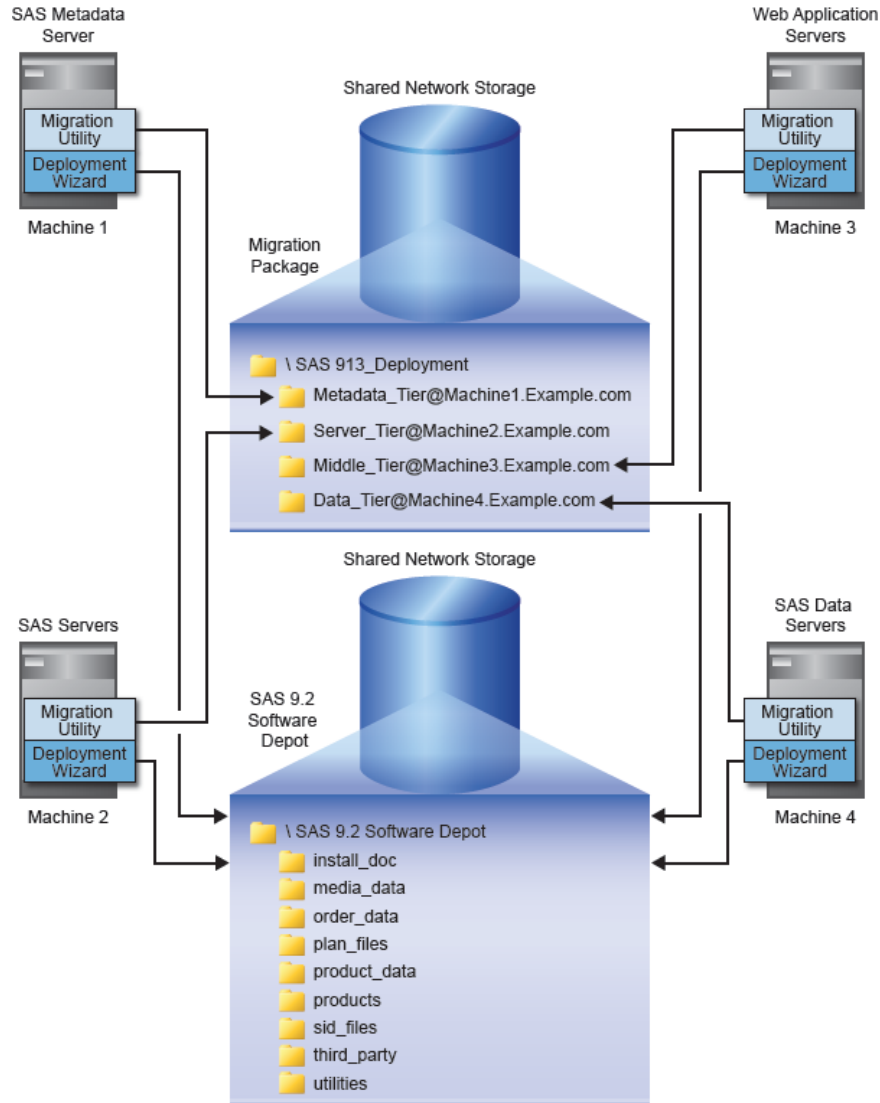 SAS Metadata
Server
Migration
Utility
Deployment
Wizard
Machine 1
Web Application
Servers
Migration
Utility
Deployment
Wizard
Machine 3
Shared Network Storage
Migration
Package
\ SAS 913_Deployment
Metadata_Tier@Machine1.Example.com
Server_Tier@Machine2.Example.com
Middle_Tier@Machine3.Example.com
Data_Tier@Machine4.Example.com
SAS Servers
Migration
Utility
Deployment
Wizard
Machine 2
SAS Data
Servers
Migration
Utility
Deployment
Wizard
Machine 4
Shared Network Storage
SAS 9.2
Software
Depot
\ SAS 9.2 Software Depot
install_doc
media_data
order_data
plan_files
product_data
products
sid_files
third_party
utilities